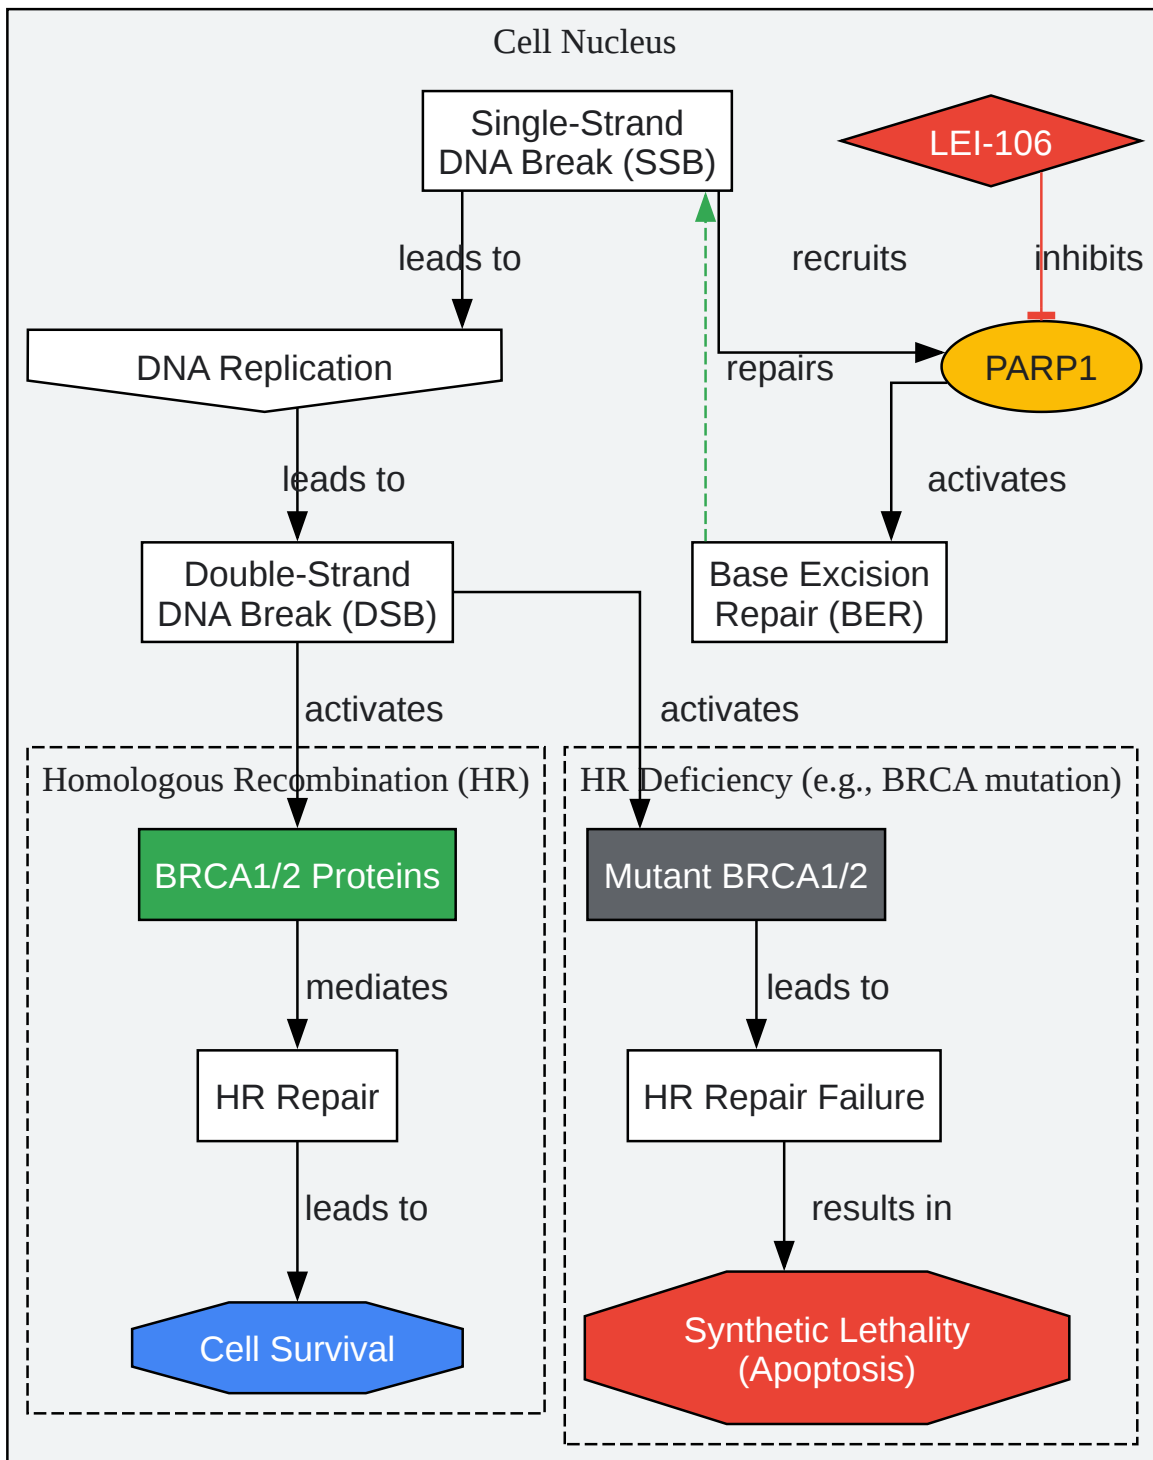 Cell Nucleus
Single-Strand
DNA Break (SSB)
LEI-106
leads to
recruits
inhibits
DNA Replication
repairs
PARP1
leads to
activates
Double-Strand
DNA Break (DSB)
Base Excision
Repair (BER)
activates
activates
Homologous Recombination (HR)
HR Deficiency (e.g., BRCA mutation)
BRCA1/2 Proteins
Mutant BRCA1/2
mediates
leads to
HR Repair
HR Repair Failure
leads to
results in
Cell Survival
Synthetic Lethality
(Apoptosis)